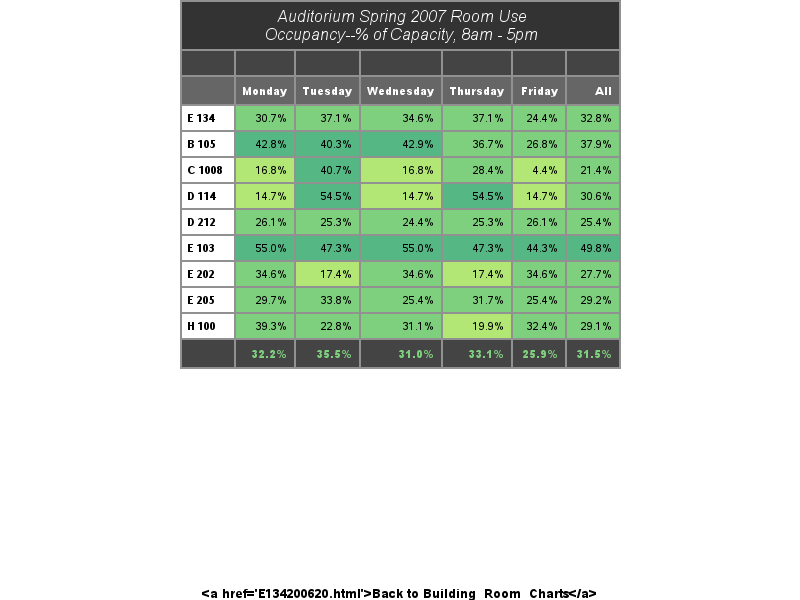 Auditorium Spring 2007 Room Use
Occupancy--% of Capacity, 8am - 5pm
Monday Tuesday Wednesday Thursday Friday All
E 134 30.7% 37.1% 34.6% 37.1% 24.4% 32.8%
B 105 42.8% 40.3% 42.9% 36.7% 26.8% 37.9%
C 1008 16.8% 40.7% 16.8% 28.4% 4.4% 21.4%
D 114 14.7% 54.5% 14.7% 54.5% 14.7% 30.6%
D 212 26.1% 25.3% 24.4% 25.3% 26.1% 25.4%
E 103 55.0% 47.3% 55.0% 47.3% 44.3% 49.8%
E 202 34.6% 17.4% 34.6% 17.4% 34.6% 27.7%
E 205 29.7% 33.8% 25.4% 31.7% 25.4% 29.2%
H 100 39.3% 22.8% 31.1% 19.9% 32.4% 29.1%
32.2% 35.5% 31.0% 33.1% 25.9% 31.5%
<a href='E134200620.html'>Back to Building_Room_Charts</a>